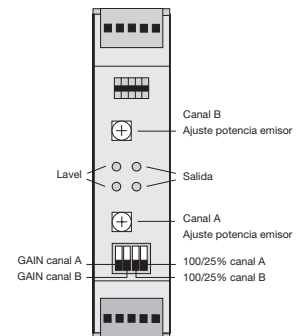 Canal B
Ajuste potencia emisor
Lavel
Salida
Canal A
Ajuste potencia emisor
GAIN canal A
100/25% canal A
GAIN canal B
100/25% canal B